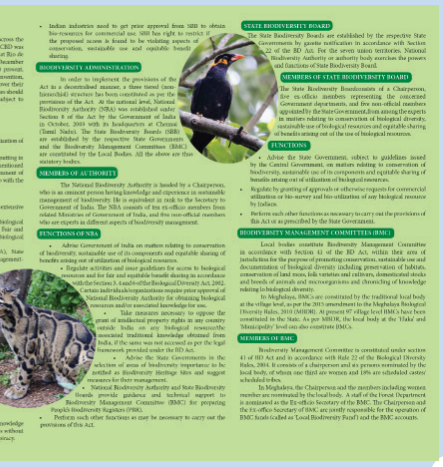 across the
CBD was
at Rio de
December
d present.
onvention,
over their
es should
subject to
ization of
mitting in
entioned
onment of
with the
extensive
biological
Fair and
biological
A), State
agement
nowledge
s without
• Indian industries need to get prior approval from SBB to obtain
bio-resources for commercial use. SBB has right to restrict if
the proposed access is found to be violating aspects of
conservation, sustainable use and equitable benefit
sharing.
BIODIVERSITY ADMINISTRATION
In order to implement the provisions of the
Act in a decentralised manner, a three tiered (non-
hierarchial) structure has been constituted as per the
provisions of the Act. At the national level, National
Biodiversity Authority (NBA) was established under
Section 8 of the Act by the Government of India
in October, 2003 with its headquarters at Chennai
(Tamil Nadu). The State Biodiversity Boards (SBB)
are established by the respective State Governments
and the Biodiversity Management Committees (BMC)
are constituted by the Local Bodies. All the above are thus
statutory bodies.
MEMBERS OF AUTHORITY
The National Biodiversity Authority is headed by a Chairperson,
who is an eminent person having knowledge and experience in sustainable
management of biodiversity. He is equivalent in rank to the Secretary to
Government of India. The NBA consists of ten ex-officio members from
related Ministries of Government of India, and five non-official members
who are experts in different aspects of biodiversity management.
FUNCTIONS OF NBA
• Advise Government of India on matters relating to conservation
of biodiversity, sustainable use of its components and equitable sharing of
benefits arising out of utilization of biological resources.
• Regulate activities and issue guidelines for access to biological
resources and for fair and equitable benefit sharing in accordance
with the Section 3, 4 and 6 of the Biological Diversity Act, 2002.
Certain individuals/organizations require prior approval of
National Biodiversity Authority for obtaining biological
resources and/or associated knowledge for use.
• Take measures necessary to oppose the
grant of intellectual property rights in any country
outside India on any biological resource/the
associated traditional knowledge obtained from
India, if the same was not accessed as per the legal
framework provided under the BD Act.
• Advise the State Governments in the
selection of areas of biodiversity importance to be
notified as Biodiversity Heritage Sites and suggest
measures for their management.
• National Biodiversity Authority and State Biodiversity
Boards provide guidance and technical support to
Biodiversity Management Committee (BMC) for preparing
People's Biodiversity Registers (PBR).
• Perform such other functions as may be necessary to carry out the
provisions of this Act.
STATE BIODIVERSITY BOARD
The State Biodiversity Boards are established by the respective State
Governments by gazette notification in accordance with Section
22 of the BD Act. For the seven union territories, National
Biodiversity Authority or authority body exercises the powers
and functions of State Biodiversity Board.
MEMBERS OF STATE BIODIVERSITY BOARD
The State Biodiversity Board consists of a Chairperson,
five ex-officio members representing the concerned
Government departments, and five non-official members
appointed by the State Government, from among the experts
in matters relating to conservation of biological diversity,
sustainable use of biological resources and equitable sharing
of benefits arising out of the use of biological resources.
FUNCTIONS
• Advise the State Government, subject to guidelines issued
by the Central Government, on matters relating to conservation of
biodiversity, sustainable use of its components and equitable sharing of
benefits arising out of utilization of biological resources.
• Regulate by granting of approvals or otherwise requests for commercial
utilization or bio-survey and bio-utilization of any biological resource
by Indians.
• Perform such other functions as may be necessary to carry out the provisions of
this Act or as prescribed by the State Government.
BIODIVERSITY MANAGEMENT COMMITTEES (BMC)
Local bodies constitute Biodiversity Management Committee
in accordance with Section 41 of the BD Act, within their area of
jurisdiction for the purpose of promoting conservation, sustainable use and
documentation of biological diversity including preservation of habitats,
conservation of land races, folk varieties and cultivars, domesticated stocks
and breeds of animals and microorganisms and chronicling of knowledge
relating to biological diversity.
In Meghalaya, BMCs are constituted by the traditional local body
at the village level, as per the 2015 amendment to the Meghalaya Biological
Diversity Rules, 2010 (MBDR). At present 97 village level BMCs have been
constituted in the State. As per MBDR, the local body at the
level can also constitute BMCs.
MEMBERS OF BMC
Biodiversity Management Committee is constituted under section
41 of BD Act and in accordance with Rule 22 of the Biological Diversity
Rules, 2004. It consists of a chairperson and six persons nominated by the
local body, of whom one third are women and 18% are scheduled castes/
scheduled tribes.
In Meghalaya, the Chairperson and the members including women
member are nominated by the local body. A staff of the Forest Department
is nominated as the Ex-officio Secretary of the BMC. The Chairperson and
the Ex-officio Secretary of BMC are jointly responsible for the operation of
BMC funds (called as 'Local Biodiversity Fund') and the BMC accounts.